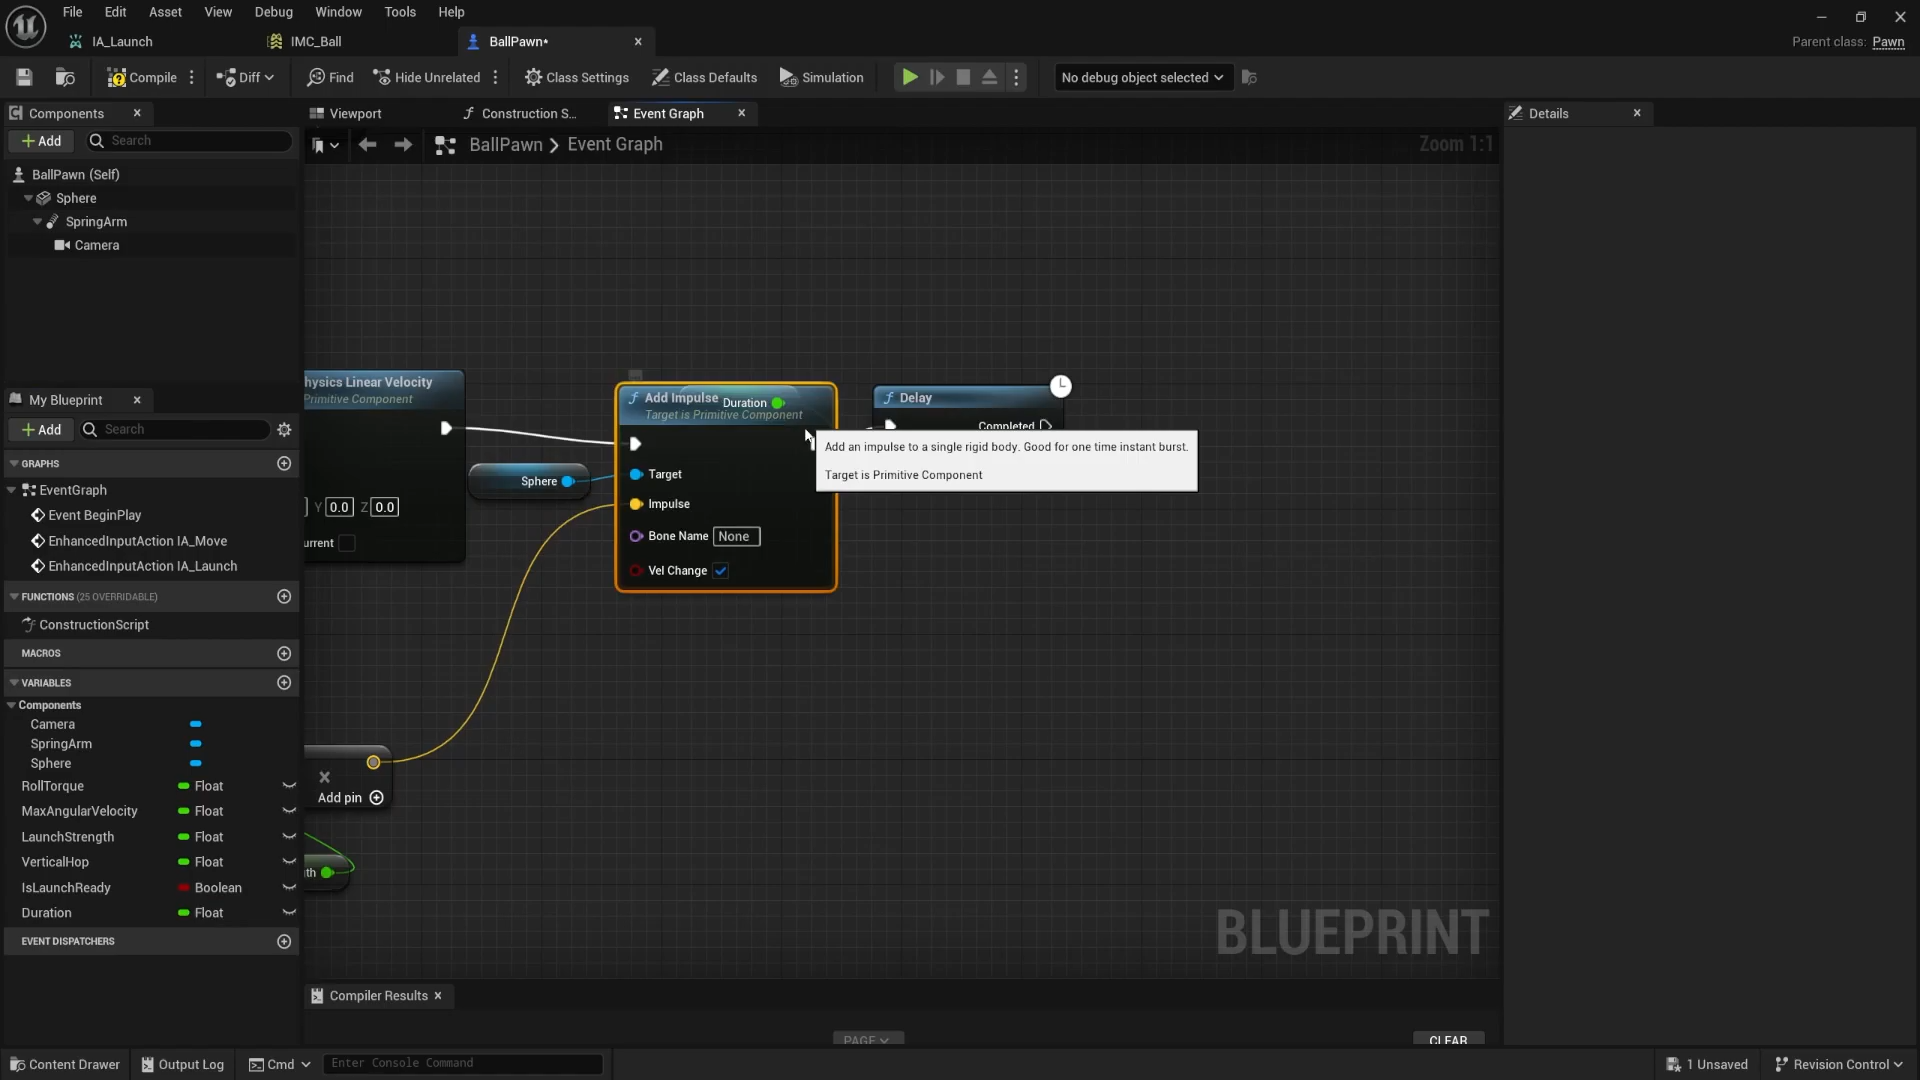 File Edit Asset View Debug Window Tools Help
IA_Launch IMC_Ball BallPawn*
Parent class: Pawn
Compile Diff Find Hide Unrelated Class Settings Class Defaults Simulation No debug object selected
Components Viewport Construction S... Event Graph Details
Add Search
BallPawn > Event Graph Zoom 1:1
BallPawn (Self)
Sphere
SpringArm
Camera
hysics Linear Velocity
Primitive Component
Y 0.0 Z 0.0
urrent
Sphere
Add Impulse
Target is Primitive Component
Duration
Target
Impulse
Bone Name None
Vel Change
Delay
Completed
Add an impulse to a single rigid body. Good for one time instant burst.
Target is Primitive Component
Add pin
th
My Blueprint
Add Search
GRAPHS
EventGraph
Event BeginPlay
EnhancedInputAction IA_Move
EnhancedInputAction IA_Launch
FUNCTIONS (25 OVERRIDABLE)
ConstructionScript
MACROS
VARIABLES
Components
Camera
SpringArm
Sphere
RollTorque Float
MaxAngularVelocity Float
LaunchStrength Float
VerticalHop Float
IsLaunchReady Boolean
Duration Float
EVENT DISPATCHERS
BLUEPRINT
Compiler Results
PAGE CLEAR
Content Drawer Output Log Cmd Enter Console Command 1 Unsaved Revision Control